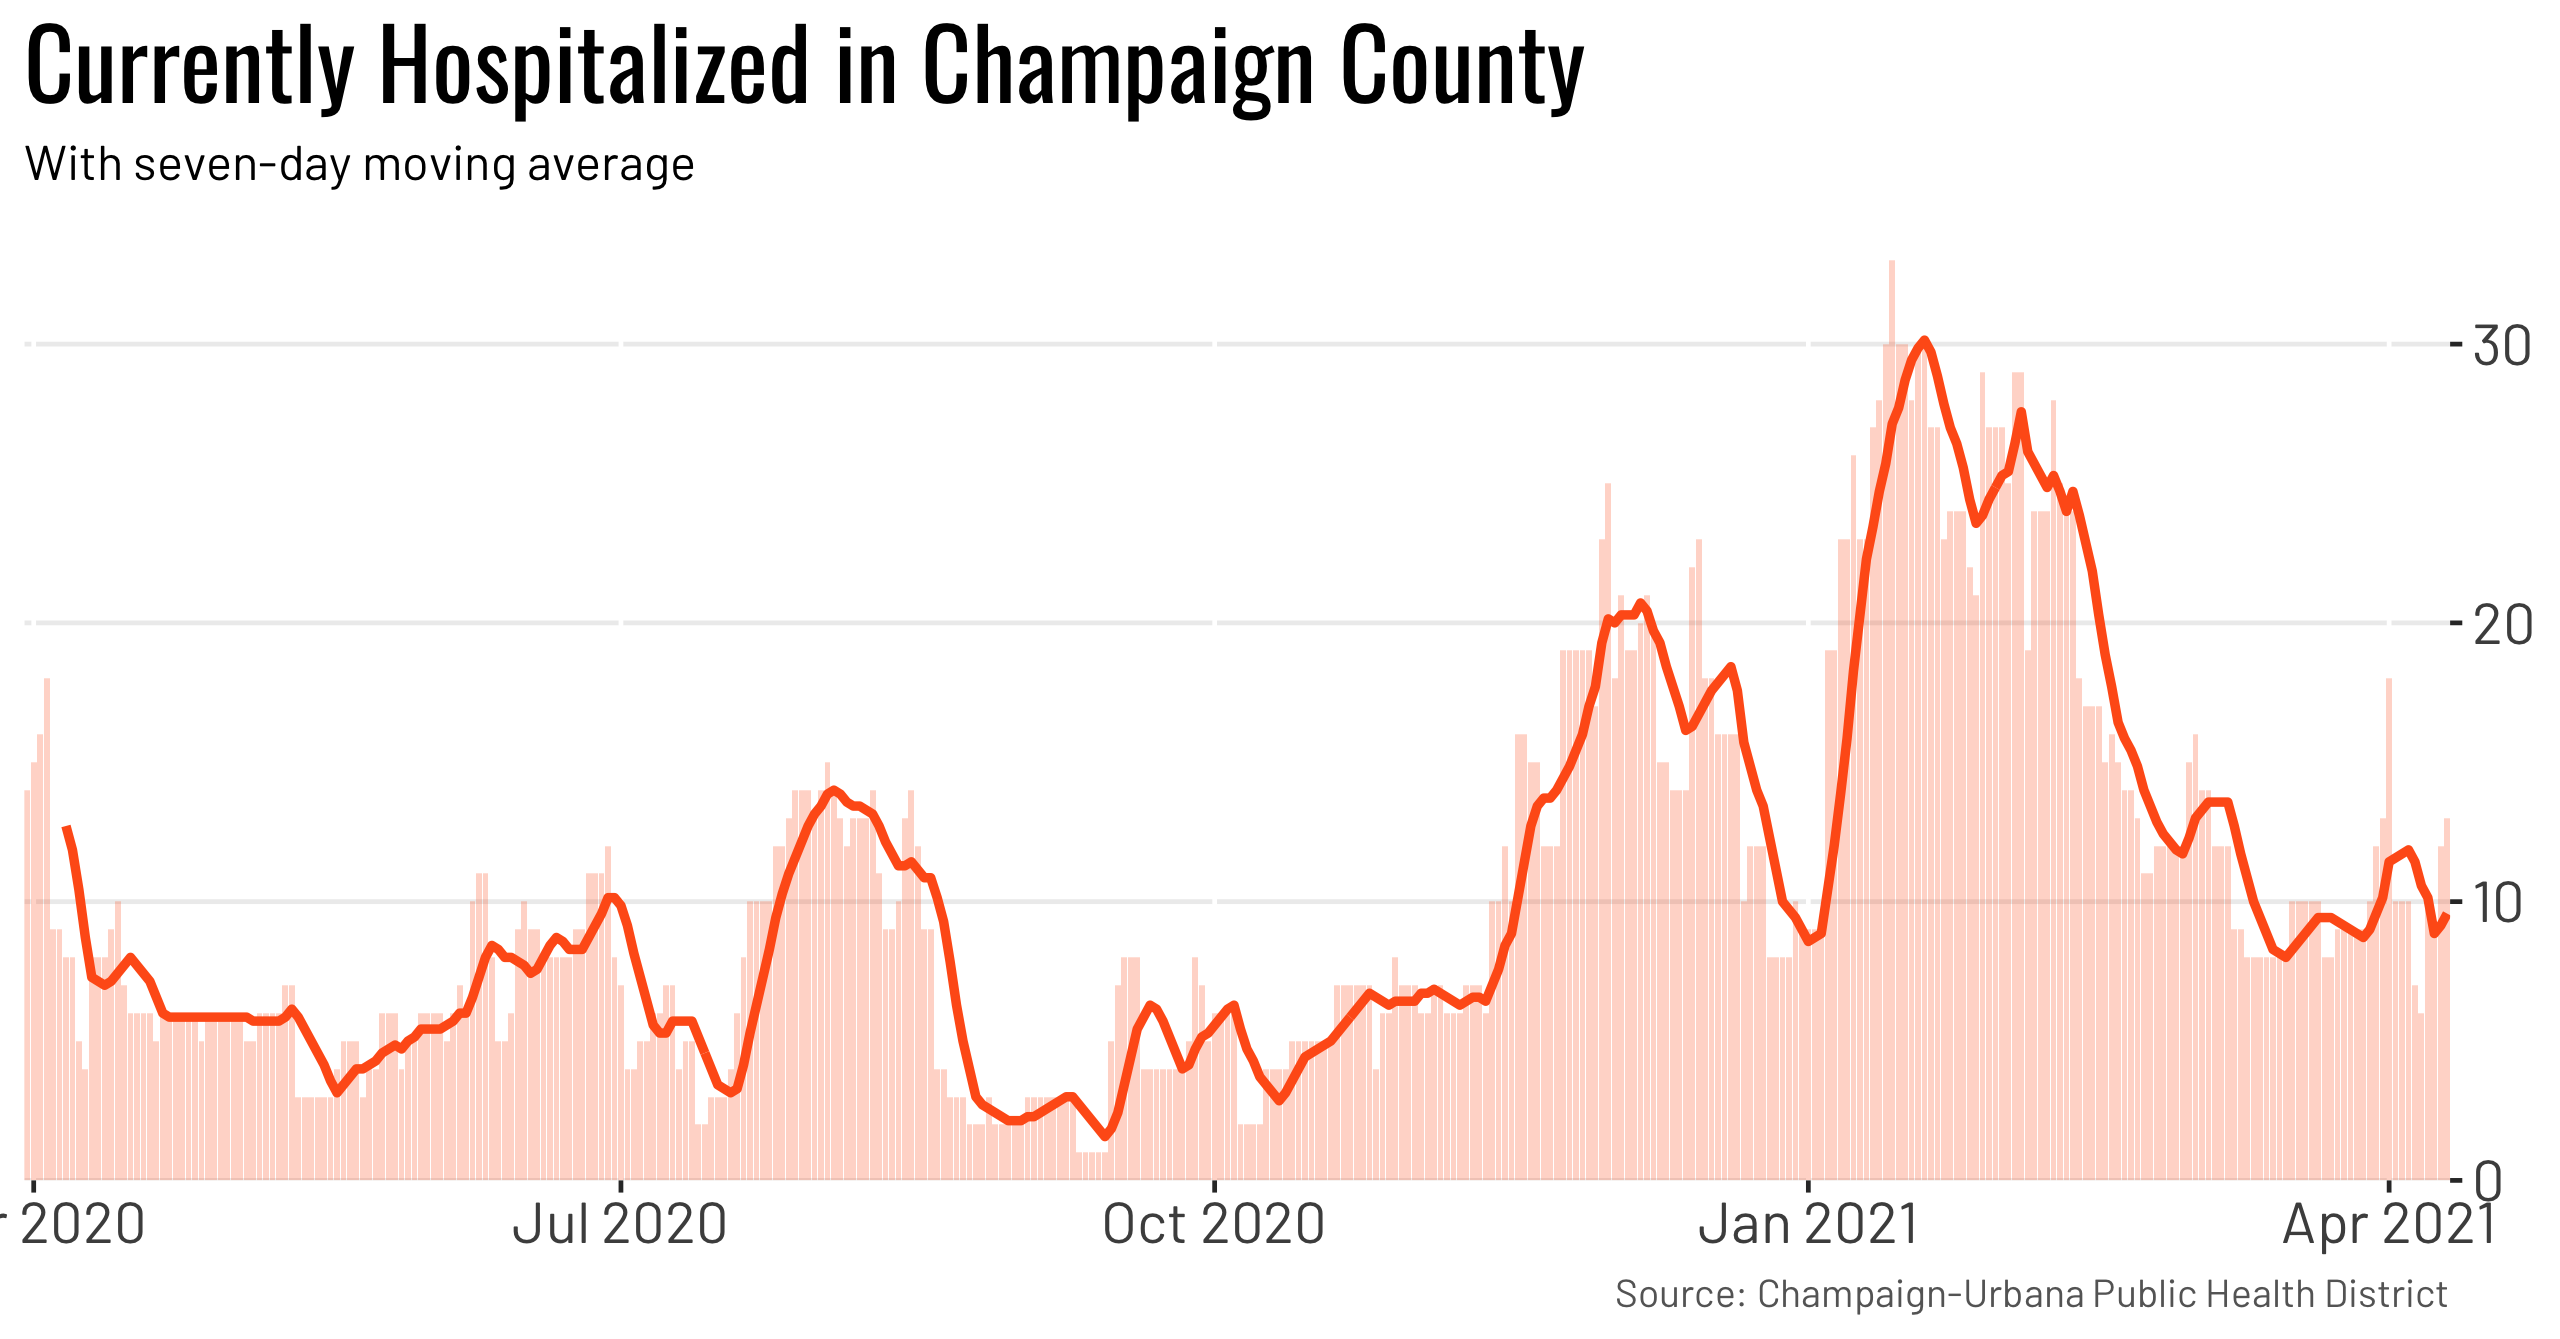 Currently Hospitalized in Champaign County
With seven-day moving average
30
20
10
0
2020 Jul 2020 Oct 2020 Jan 2021 Apr 2021
Source: Champaign-Urbana Public Health District